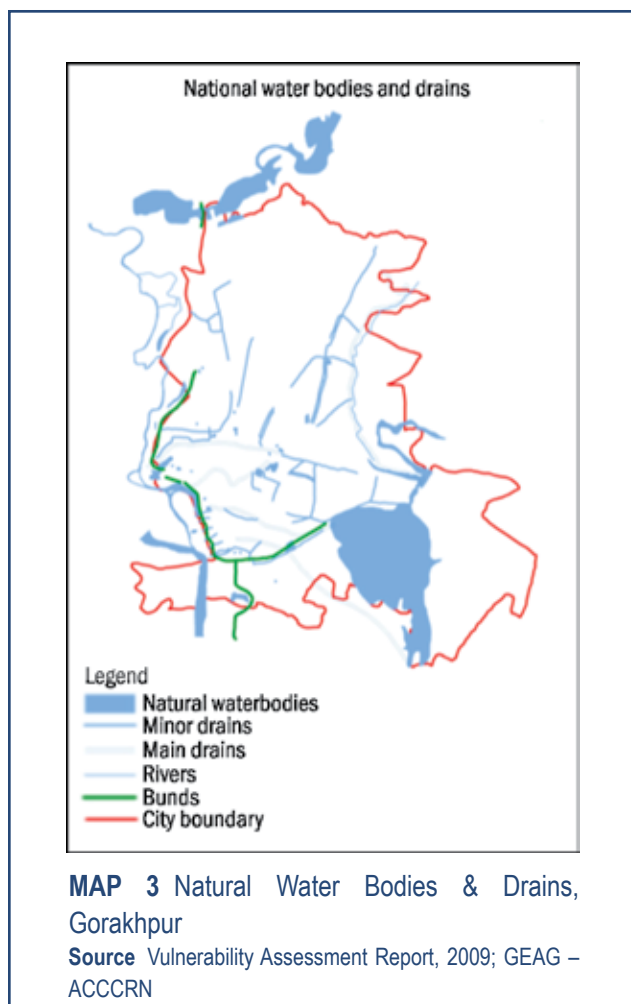 National water bodies and drains
Legend
Natural waterbodies
Minor drains
Main drains
Rivers
Bunds
City boundary
MAP 3 Natural Water Bodies & Drains,
Gorakhpur
Source Vulnerability Assessment Report, 2009; GEAG –
ACCCRN